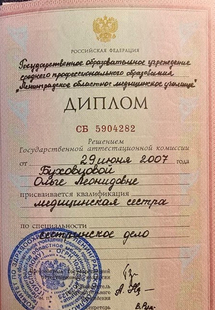 РОССИЙСКАЯ ФЕДЕРАЦИЯ
Государственное образовательное учреждение
среднего профессионального образования
"Ленинградское областное медицинское училище"
ДИПЛОМ
СБ 5904282
Решением
Государственной аттестационной комиссии
от 29 июня 2007
Буховцовой
Ольге Леонидовне
присваивается квалификация
медицинская сестра
по специальности
сестринское дело